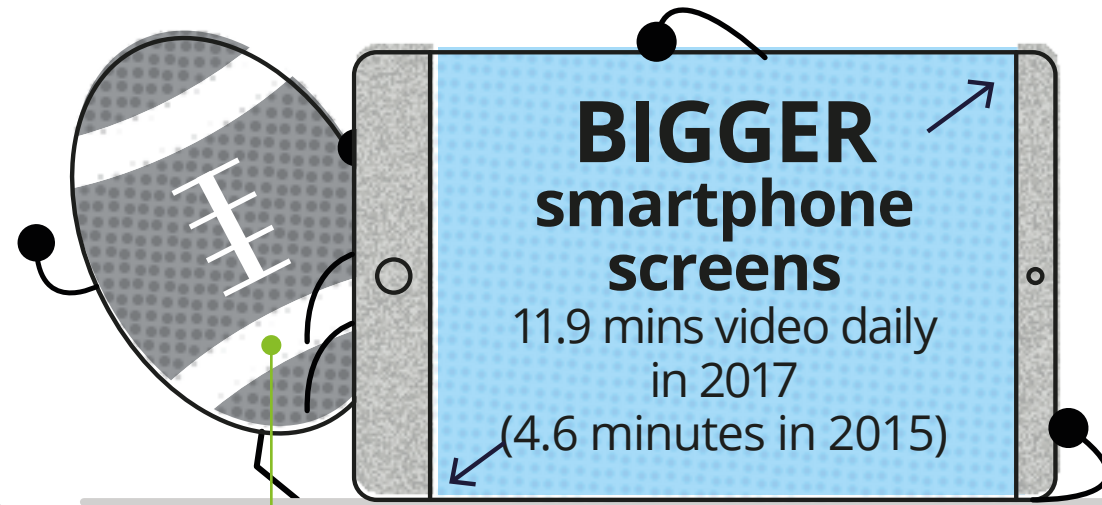 BIGGER
smartphone
screens
11.9 mins video daily
in 2017
(4.6 minutes in 2015)